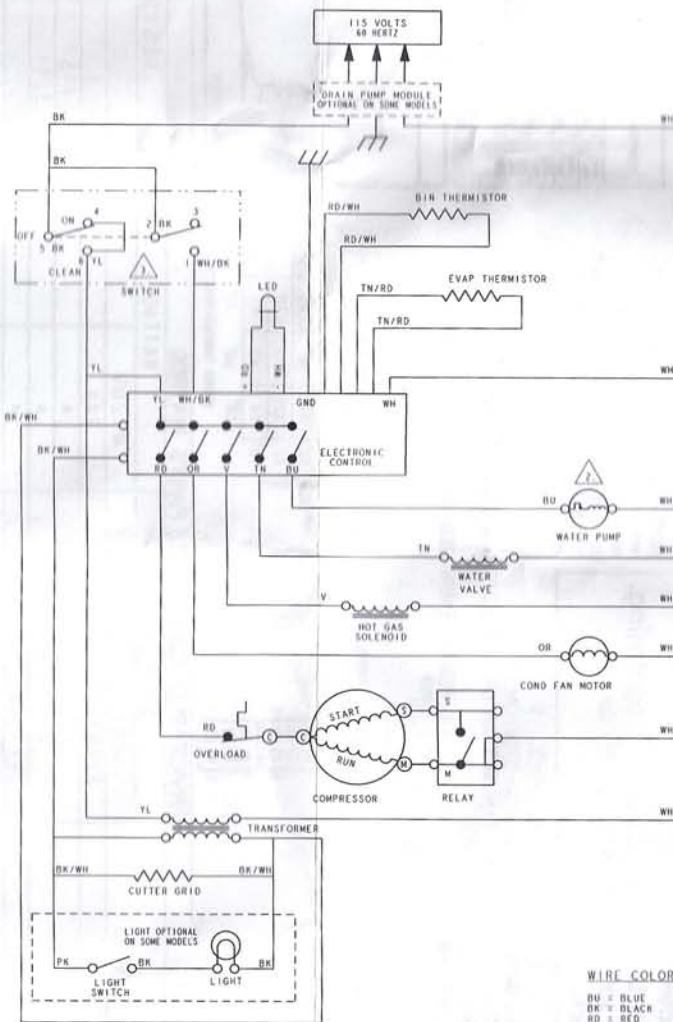 115 VOLTS
60 HERTZ
DRAIN PUMP MODULE
OPTIONAL ON SOME MODELS
BK
WH
BK
4
3
ON
2
BK
OFF
5
BK
6
YL
1
WH/BK
CLEAN
3
SWITCH
BIN THERMISTOR
RD/WH
RD/WH
EVAP THERMISTOR
TN/RD
TN/RD
LED
+ RD
- WH
YL
WH
YL
WH/BK
GND
WH
BK/WH
BK/WH
ELECTRONIC
CONTROL
RD
OR
V
TN
BU
2
BU
WH
WATER PUMP
TN
WH
WATER
VALVE
V
WH
HOT GAS
SOLENOID
OR
WH
COND FAN MOTOR
RD
OVERLOAD
C
C
START
RUN
S
M
COMPRESSOR
S
M
RELAY
WH
YL
WH
TRANSFORMER
BK/WH
BK/WH
CUTTER GRID
LIGHT OPTIONAL
ON SOME MODELS
PK
BK
BK
LIGHT
SWITCH
LIGHT
WIRE COLOR
BU = BLUE
BK = BLACK
RD = RED